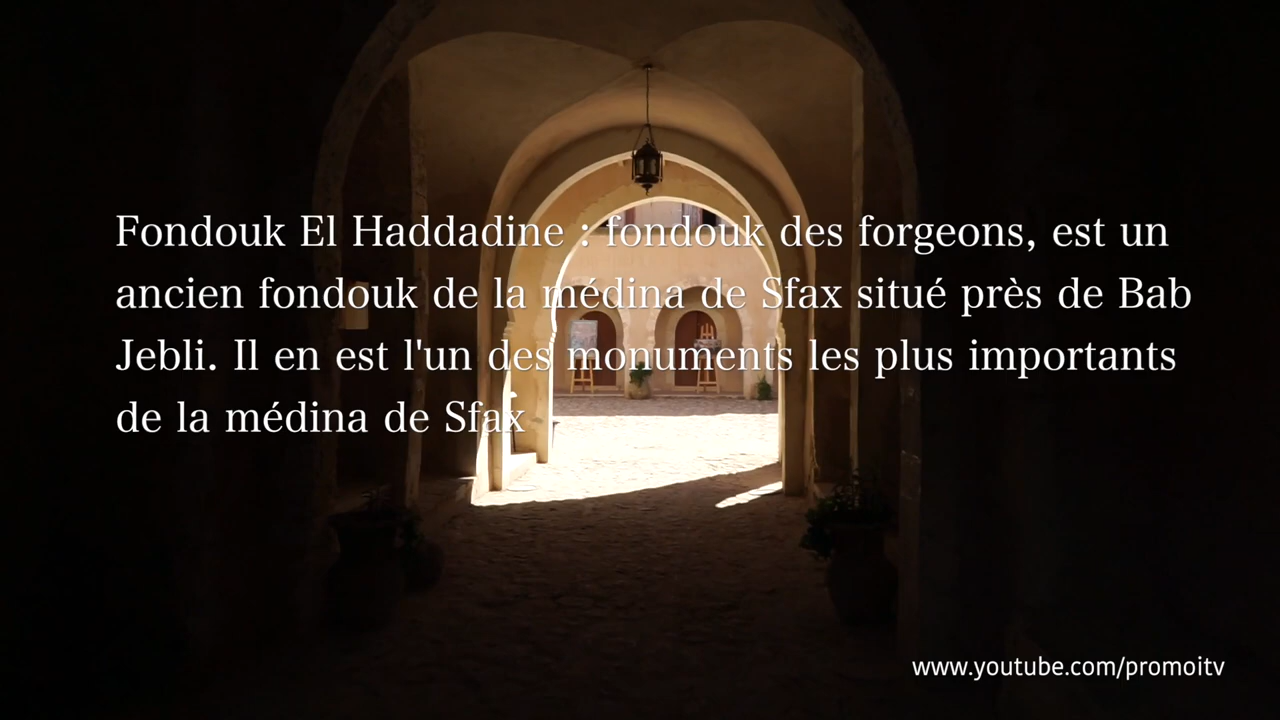 Fondouk El Haddadine : fondouk des forgeons, est un
ancien fondouk de la médina de Sfax situé près de Bab
Jebli. Il en est l'un des monuments les plus importants
de la médina de Sfax
www.youtube.com/promoitv